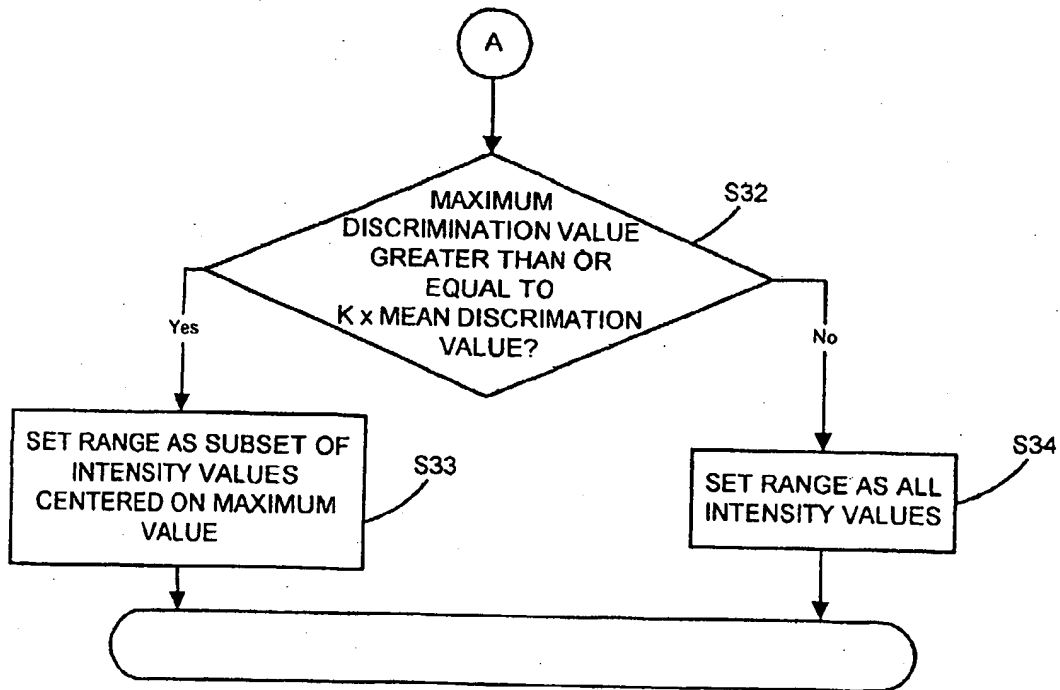 A
MAXIMUM
DISCRIMINATION VALUE
GREATER THAN OR
EQUAL TO
K x MEAN DISCRIMATION
VALUE?
S32
Yes
No
SET RANGE AS SUBSET OF
INTENSITY VALUES
CENTERED ON MAXIMUM
VALUE
S33
SET RANGE AS ALL
INTENSITY VALUES
S34